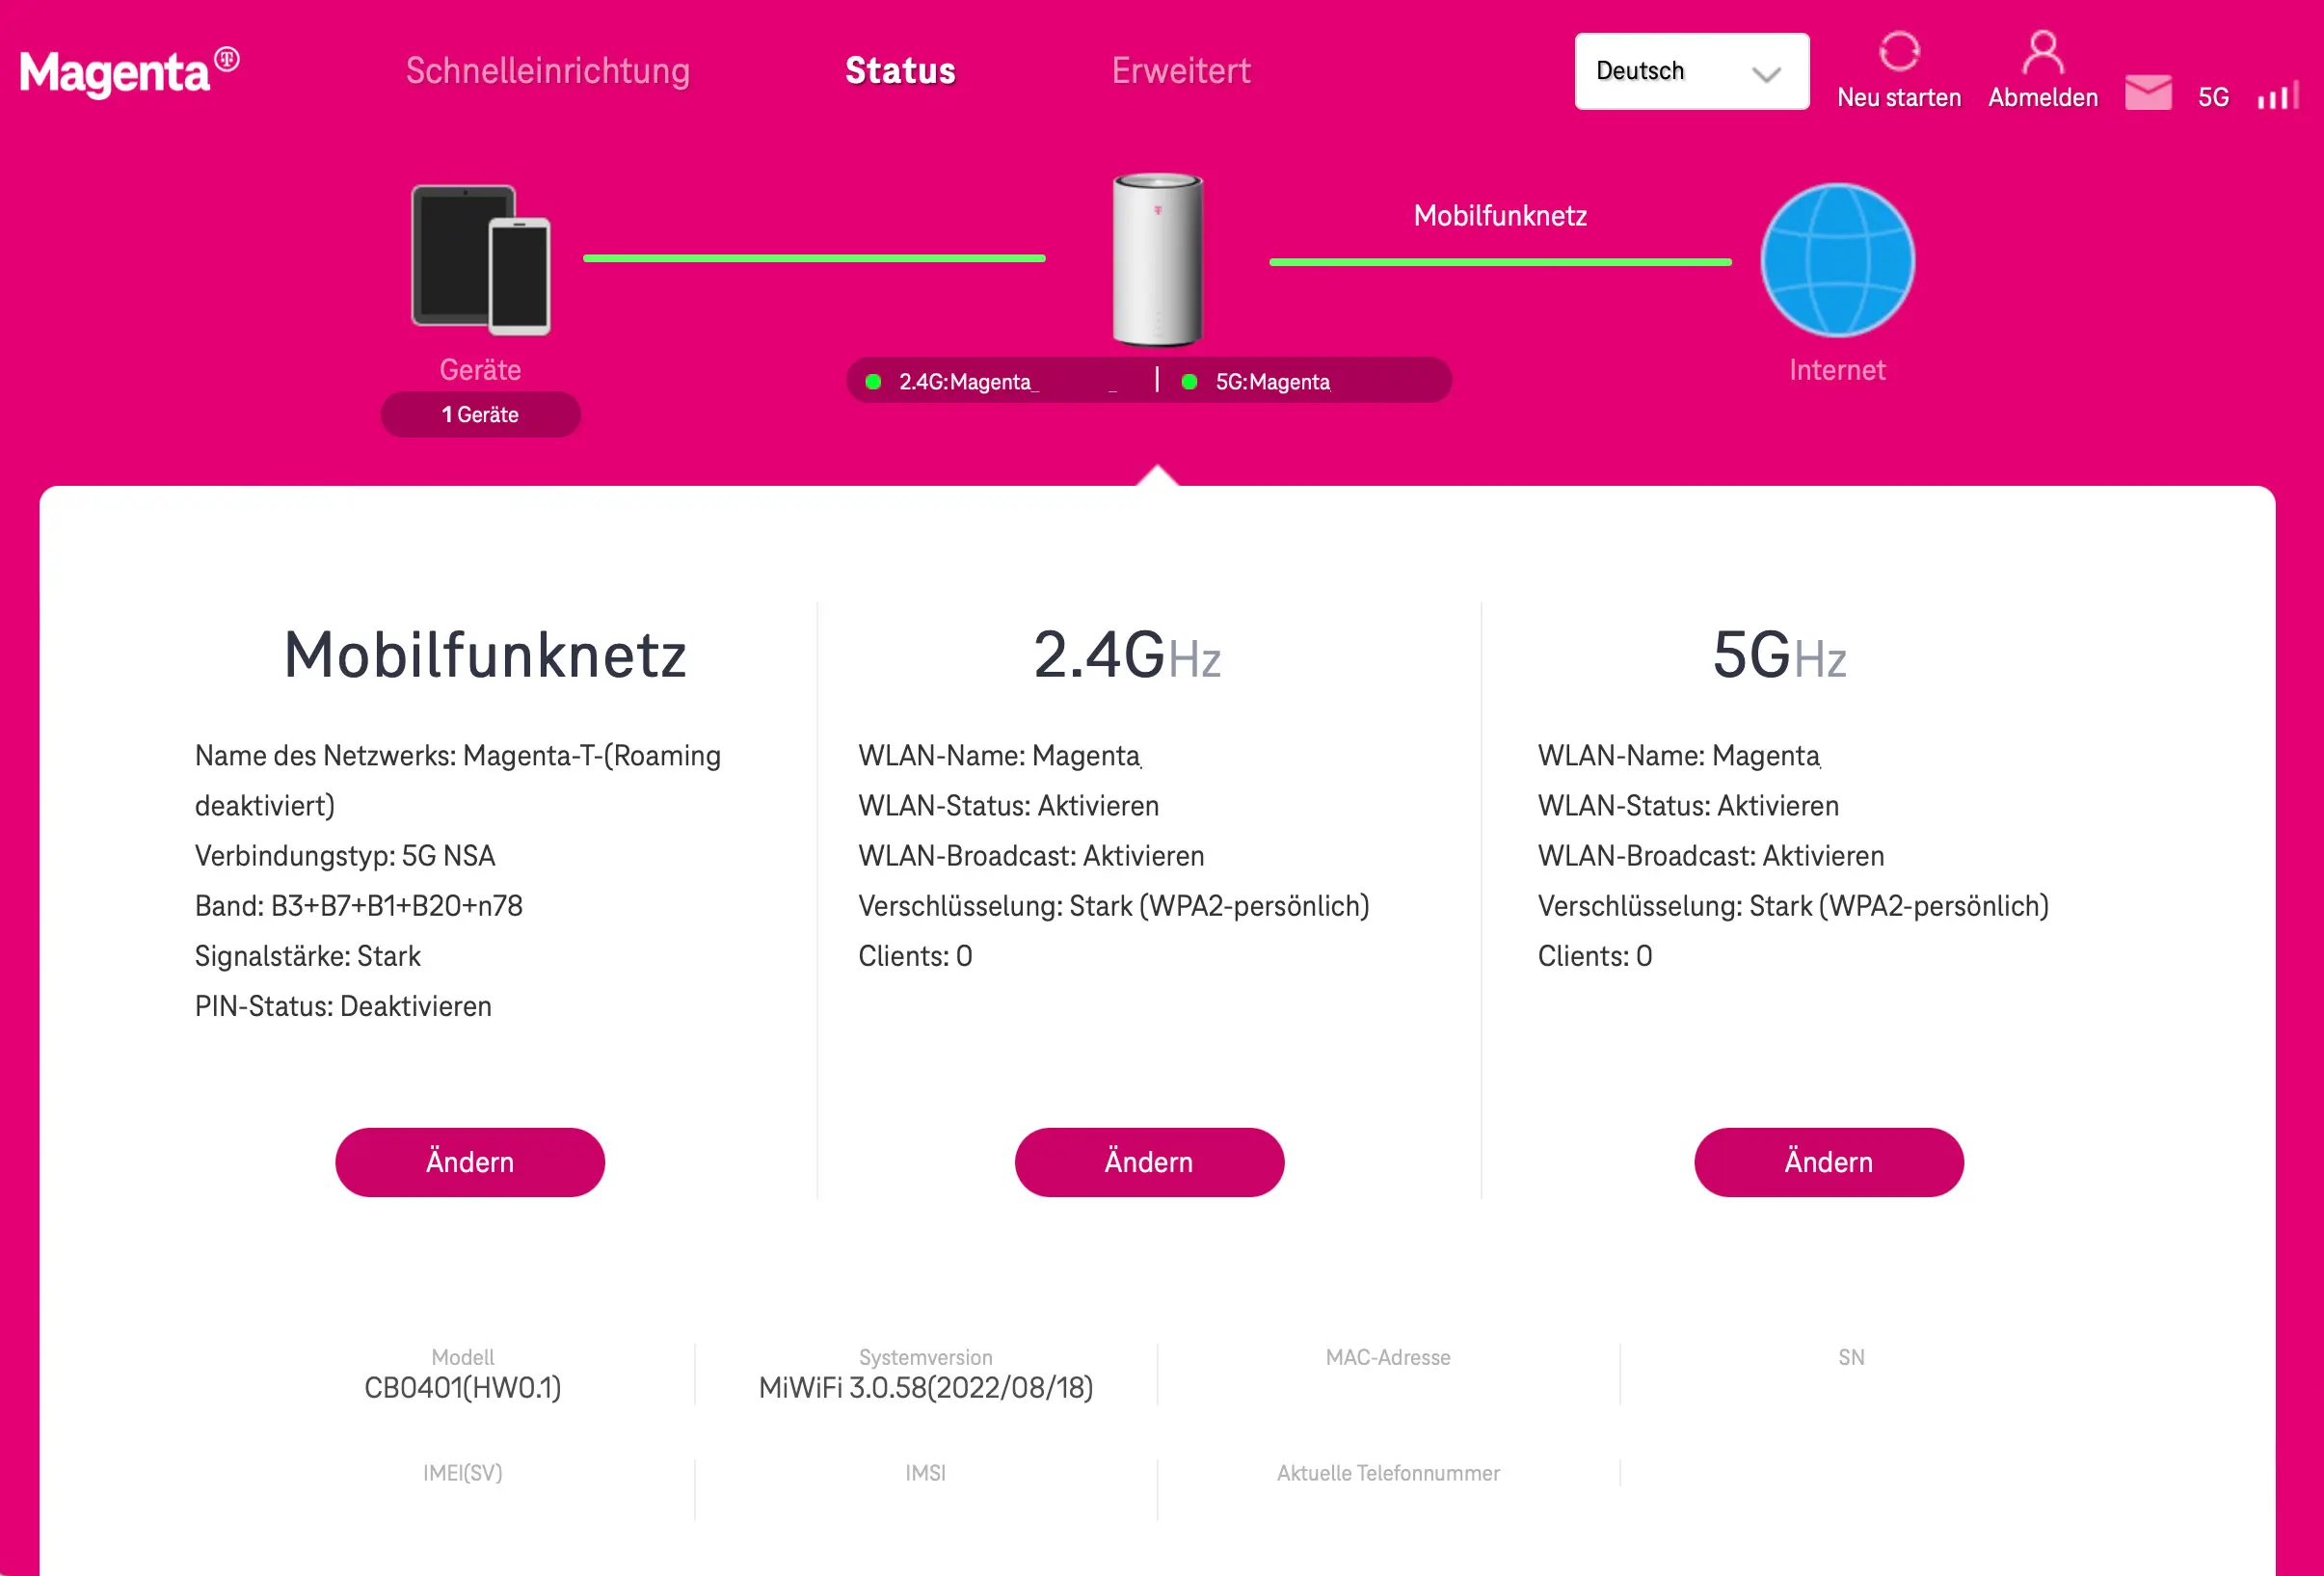 Magenta
Schnelleinrichtung
Status
Erweitert
Deutsch
Neu starten
Abmelden
5G
Mobilfunknetz
Geräte
1 Geräte
2.4G:Magenta_ _
5G:Magenta
Internet
Mobilfunknetz
Name des Netzwerks: Magenta-T-(Roaming
deaktiviert)
Verbindungstyp: 5G NSA
Band: B3+B7+B1+B20+n78
Signalstärke: Stark
PIN-Status: Deaktivieren
Ändern
2.4GHz
WLAN-Name: Magenta
WLAN-Status: Aktivieren
WLAN-Broadcast: Aktivieren
Verschlüsselung: Stark (WPA2-persönlich)
Clients: 0
Ändern
5GHz
WLAN-Name: Magenta
WLAN-Status: Aktivieren
WLAN-Broadcast: Aktivieren
Verschlüsselung: Stark (WPA2-persönlich)
Clients: 0
Ändern
Modell
CB0401(HW0.1)
Systemversion
MiWiFi 3.0.58(2022/08/18)
MAC-Adresse
SN
IMEI(SV)
IMSI
Aktuelle Telefonnummer